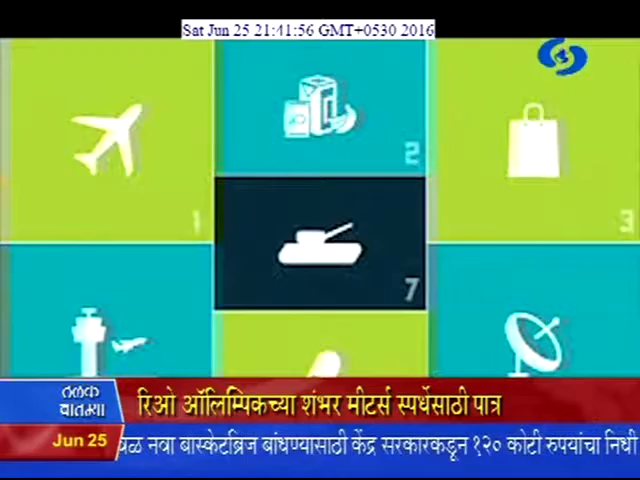 Sat Jun 25 21:41:56 GMT+0530 2016
1
2
3
7
ठळक
बातम्या
रिओ ऑलिम्पिकच्या शंभर मीटर्स स्पर्धेसाठी पात्र
Jun 25
नवा बास्केटब्रिज बांधण्यासाठी केंद्र सरकारकडून १२० कोटी रुपयांचा निधी